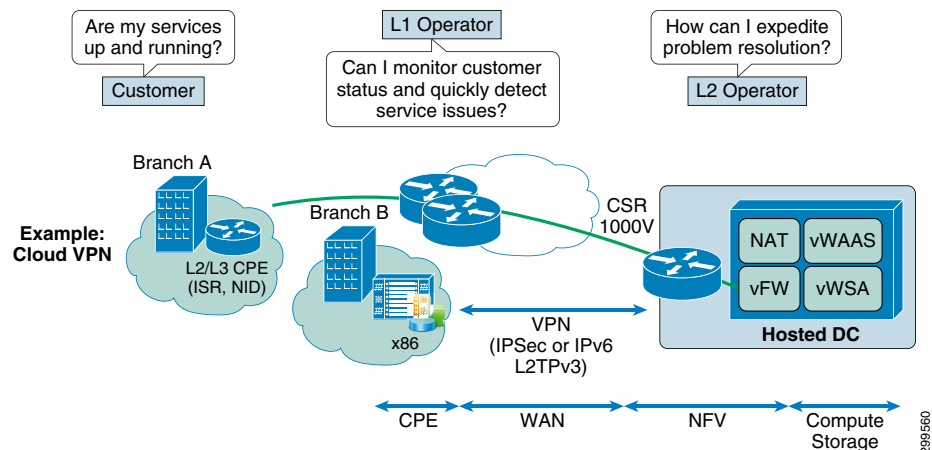 Are my services
up and running?
Customer
L1 Operator
Can I monitor customer
status and quickly detect
service issues?
How can I expedite
problem resolution?
L2 Operator
Example:
Cloud VPN
Branch A
L2/L3 CPE
(ISR, NID)
Branch B
x86
VPN
(IPSec or IPv6
L2TPv3)
CSR
1000V
NAT
vWAAS
vFW
vWSA
Hosted DC
CPE
WAN
NFV
Compute
Storage
299560